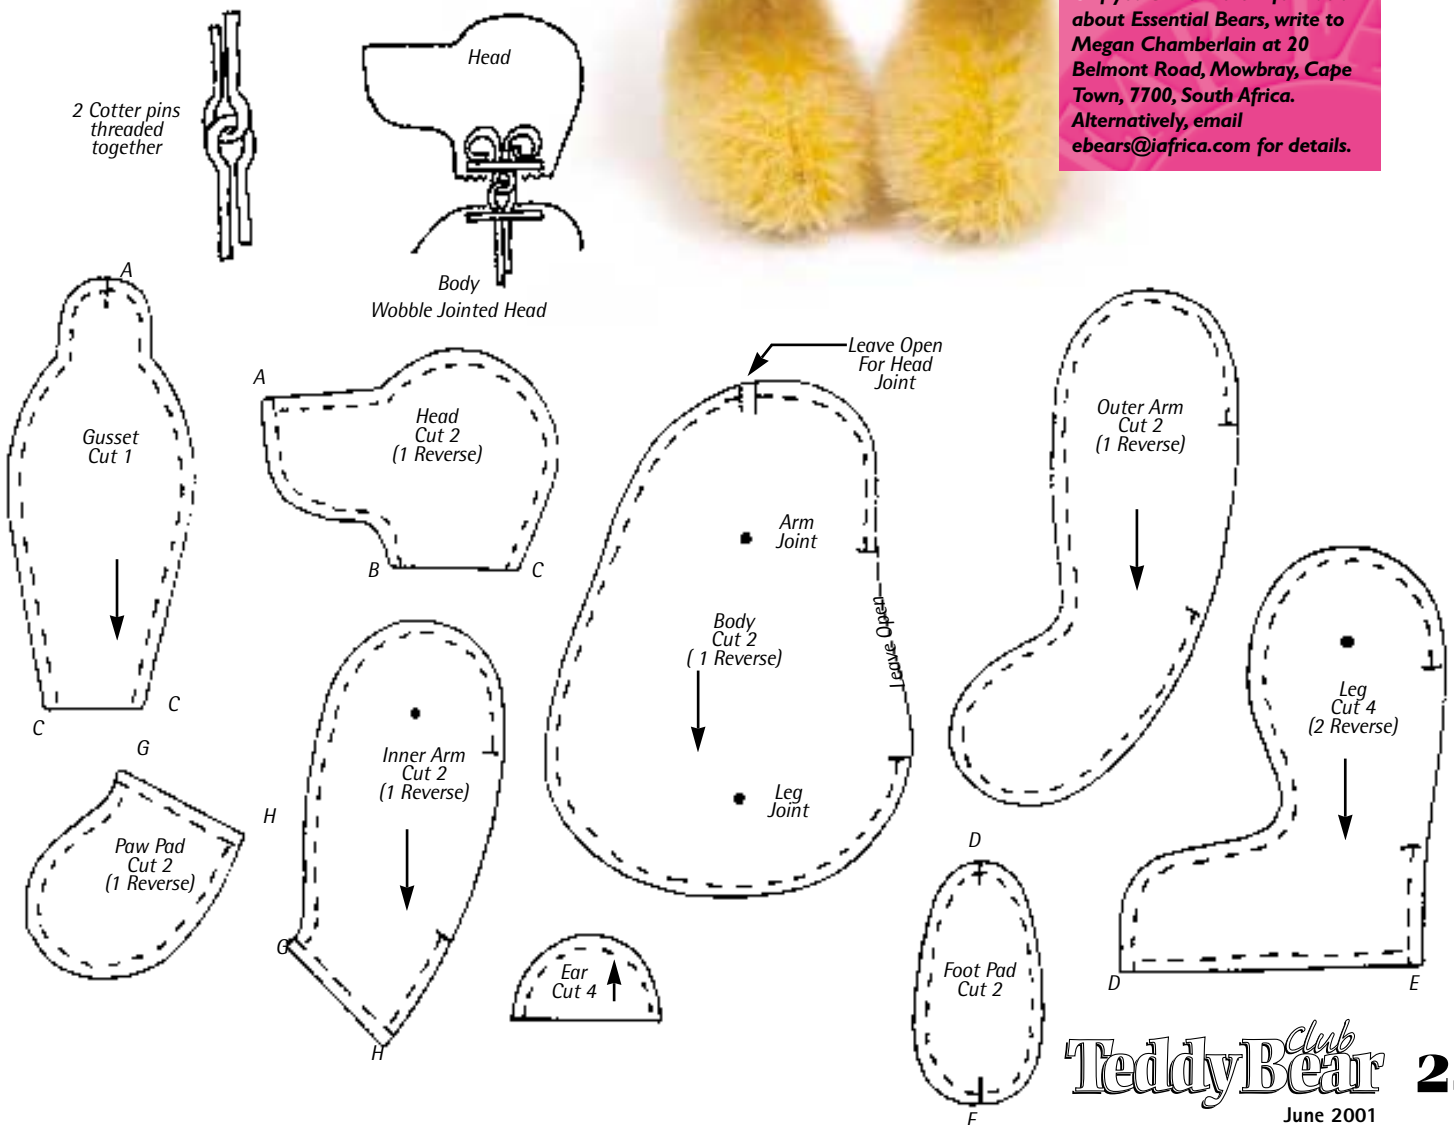 about Essential Bears, write to
Megan Chamberlain at 20
Belmont Road, Mowbray, Cape
Town, 7700, South Africa.
Alternatively, email
ebears@iafrica.com for details.
2 Cotter pins
threaded
together
Head
Body
Wobble Jointed Head
A
Gusset
Cut 1
C
C
A
Head
Cut 2
(1 Reverse)
B
C
Leave Open
For Head
Joint
Arm
Joint
Body
Cut 2
( 1 Reverse)
Leave Open
Leg
Joint
Outer Arm
Cut 2
(1 Reverse)
Leg
Cut 4
(2 Reverse)
D
E
G
H
Paw Pad
Cut 2
(1 Reverse)
Inner Arm
Cut 2
(1 Reverse)
G
H
Ear
Cut 4
D
Foot Pad
Cut 2
Teddy Bear Club
June 2001
2